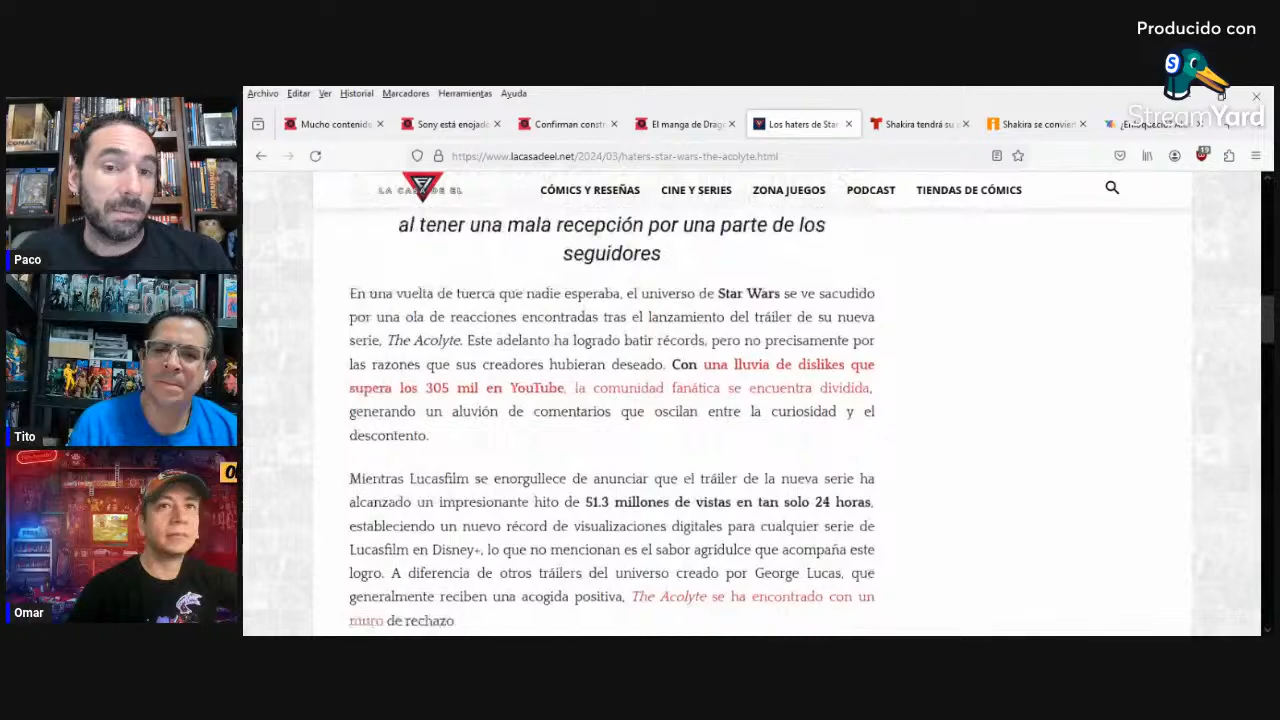 Producido con
StreamYard
Archivo Editar Ver Historial Marcadores Herramientas Ayuda
Mucho contenido
Sony está enojada
Confirman constr
El manga de Drag
Los haters de Star
Shakira tendrá su
Shakira se convier
https://www.lacasadeel.net/2024/03/haters-star-wars-the-acolyte.html
19
LA CASA DE EL
CÓMICS Y RESEÑAS CINE Y SERIES ZONA JUEGOS PODCAST TIENDAS DE CÓMICS
al tener una mala recepción por una parte de los
seguidores
En una vuelta de tuerca que nadie esperaba, el universo de Star Wars se ve sacudido
por una ola de reacciones encontradas tras el lanzamiento del tráiler de su nueva
serie, The Acolyte. Este adelanto ha logrado batir récords, pero no precisamente por
las razones que sus creadores hubieran deseado. Con una lluvia de dislikes que
supera los 305 mil en YouTube, la comunidad fanática se encuentra dividida,
generando un aluvión de comentarios que oscilan entre la curiosidad y el
descontento.
Mientras Lucasfilm se enorgullece de anunciar que el tráiler de la nueva serie ha
alcanzado un impresionante hito de 51.3 millones de vistas en tan solo 24 horas,
estableciendo un nuevo récord de visualizaciones digitales para cualquier serie de
Lucasfilm en Disney+, lo que no mencionan es el sabor agridulce que acompaña este
logro. A diferencia de otros tráilers del universo creado por George Lucas, que
generalmente reciben una acogida positiva, The Acolyte se ha encontrado con un
muro de rechazo
CONAN
Paco
Tito
Omar